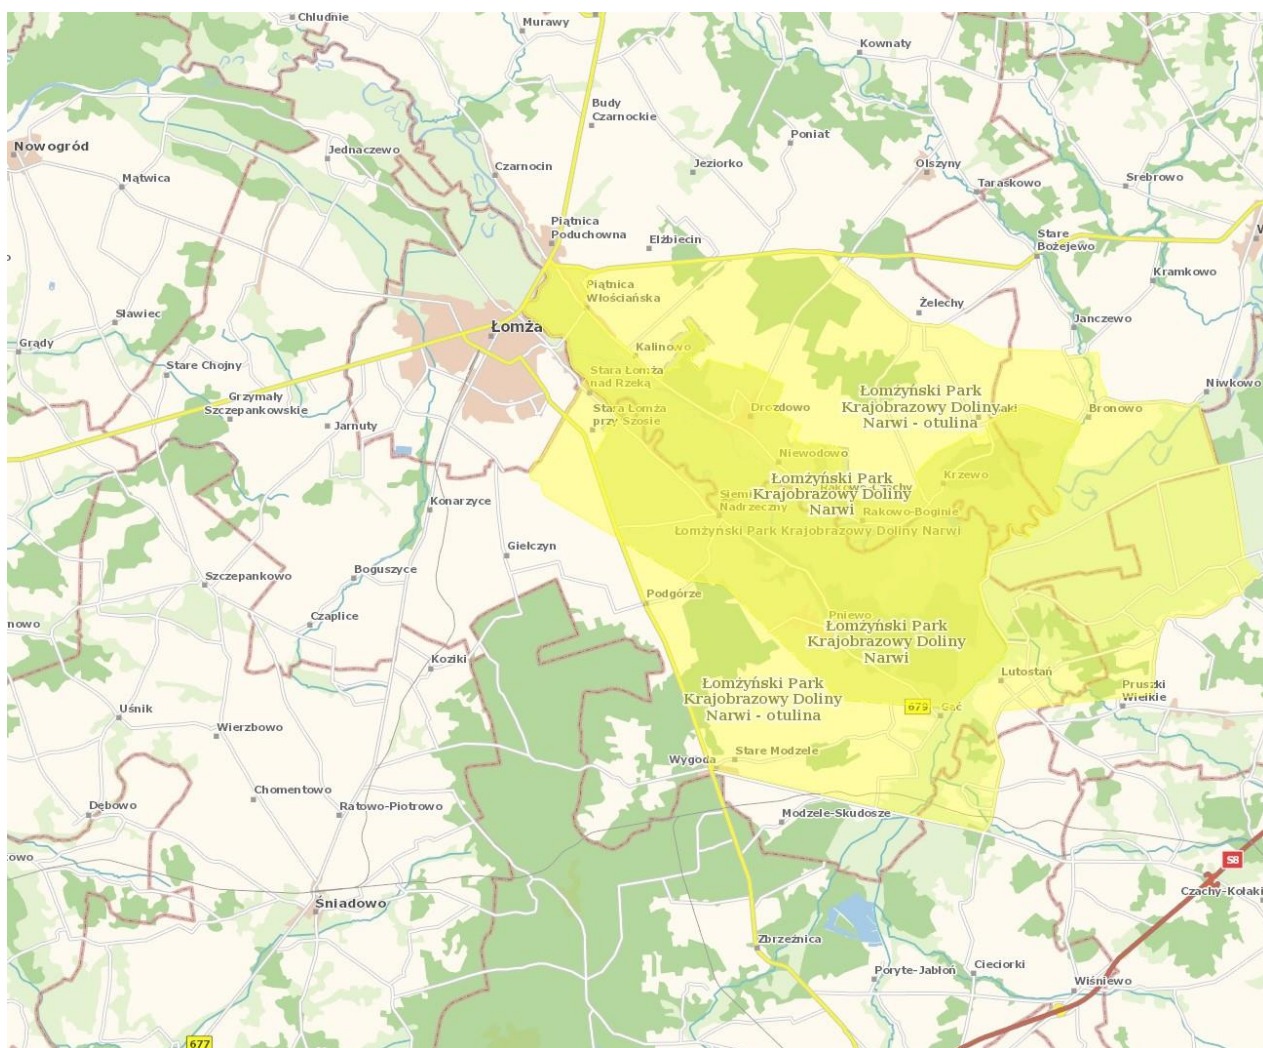 Chludnie
Murawy
Kownaty
Budy
Czarnockie
Poniat
Nowogród
Jednaczewo
Czarnocin
Jeziorko
Olszyny
Mątwica
Taraskowo
Srebrowo
Piątnica
Poduchowna
Elżbiecin
Stare
Bożejewo
Kramkowo
Piątnica
Włościańska
Żelechy
Sławiec
Łomża
Janczewo
Grądy
Kalinowo
Stare Chojny
Stara Łomża
nad Rzeką
Niwkowo
Grzymały
Szczepankowskie
Łomżyński Park
Krajobrazowy Doliny
Narwi - otulina
Stara Łomża
przy Szosie
Drozdowo
Bronowo
Jarnuty
Niewodowo
Łomżyński Park
Krajobrazowy Doliny
Narwi
Krzewo
Nadrzeczny
Rakowo-Boginie
Konarzyce
Łomżyński Park Krajobrazowy Doliny Narwi
Giełczyn
Boguszyce
Szczepankowo
Podgórze
Czaplice
nowo
Pniewo
Łomżyński Park
Krajobrazowy Doliny
Narwi
Koziki
Lutostań
Łomżyński Park
Krajobrazowy Doliny
Narwi - otulina
Pruszki
Wielkie
679
Gać
Uśnik
Wierzbowo
Wygoda
Stare Modzele
Chomentowo
Dębowo
Ratowo-Piotrowo
Modzele-Skudosze
S8
Czachy-Kołaki
Śniadowo
Zbrzeźnica
Poryte-Jabłoń
Cieciorki
Wiśniewo
677